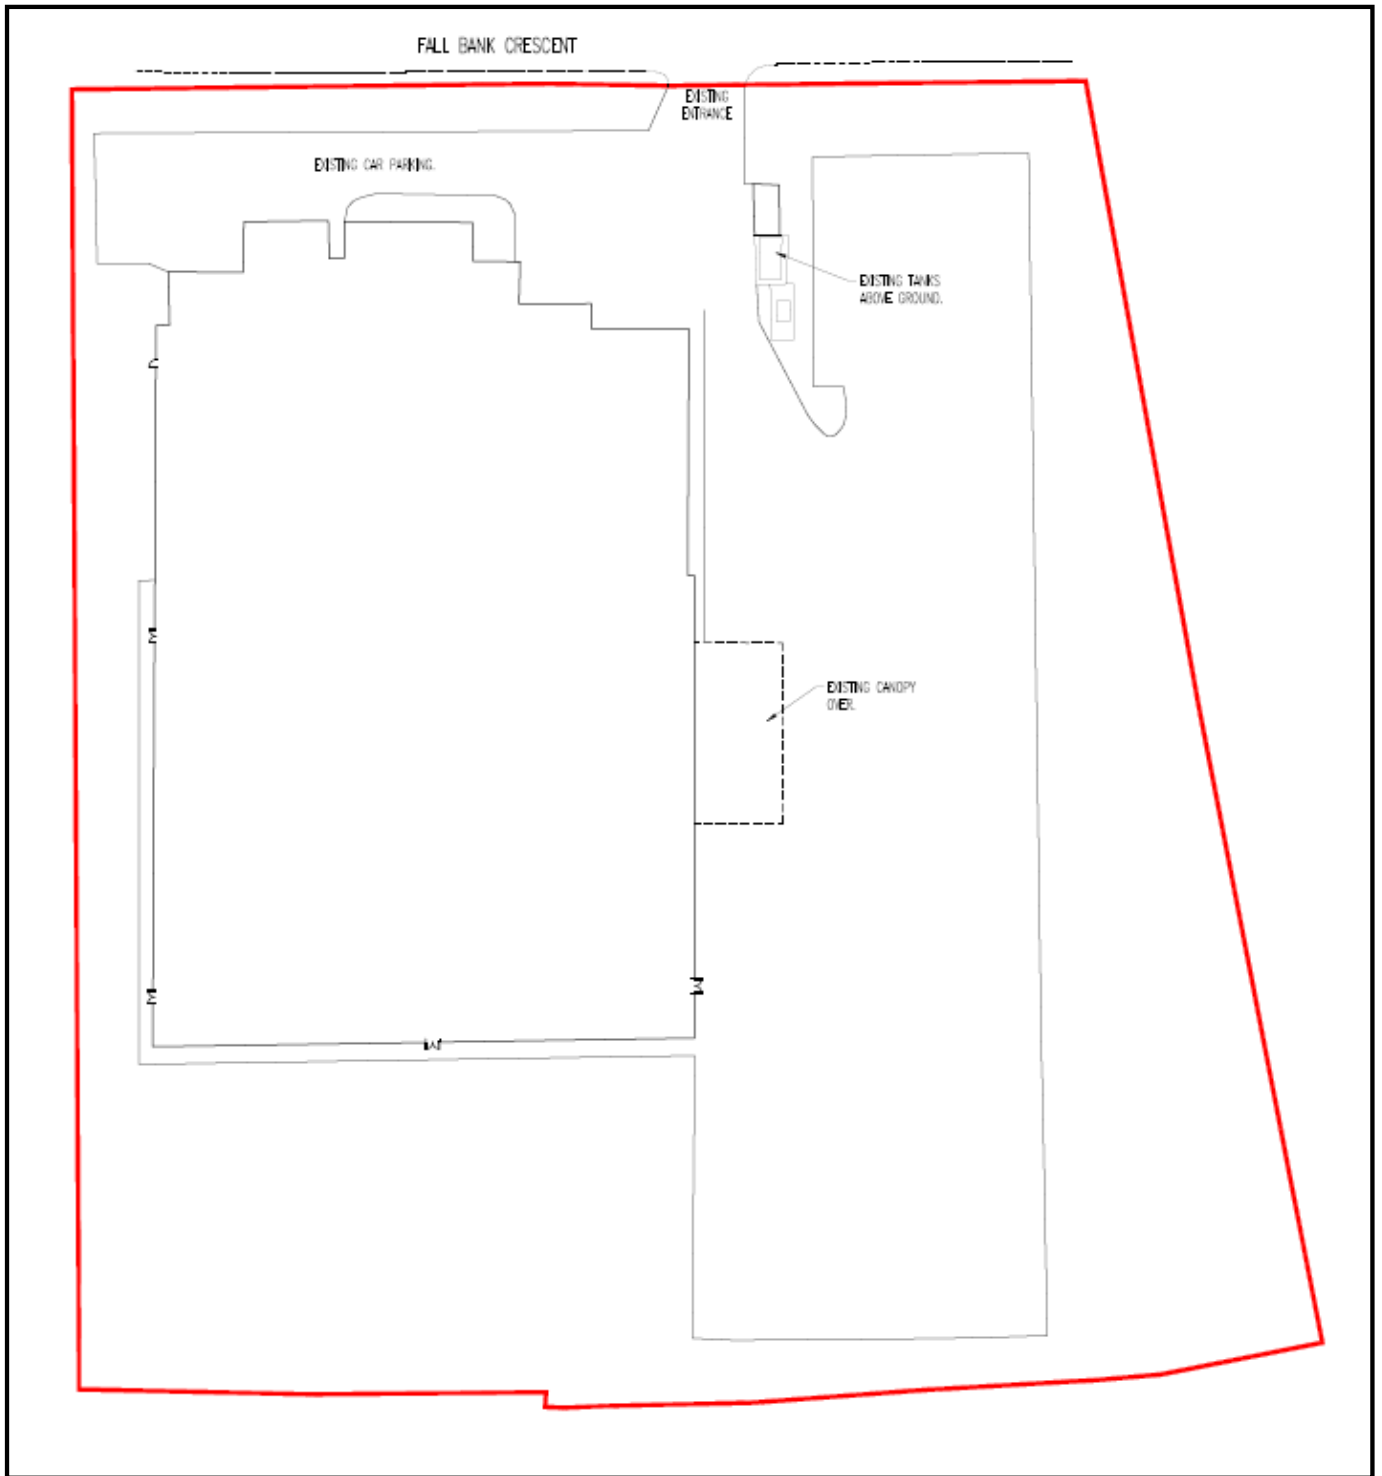 FALL BANK CRESCENT
EXISTING
ENTRANCE
EXISTING CAR PARKING.
EXISTING TANKS
ABOVE GROUND.
EXISTING CANOPY
OVER.